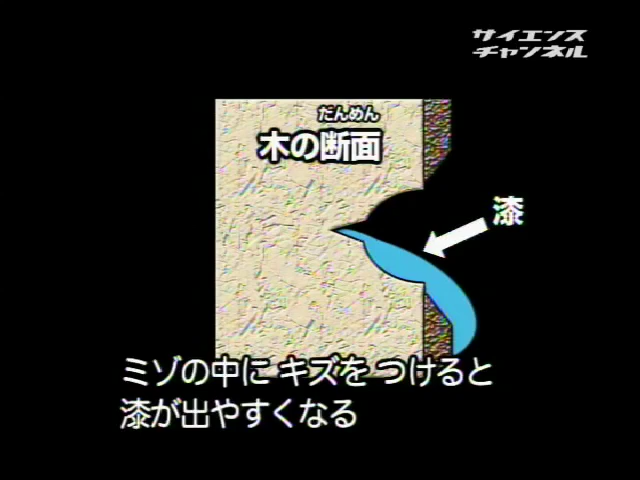 サイエンス
チャンネル
だんめん
木の断面
漆
ミゾの中に キズを つけると
漆が出やすくなる